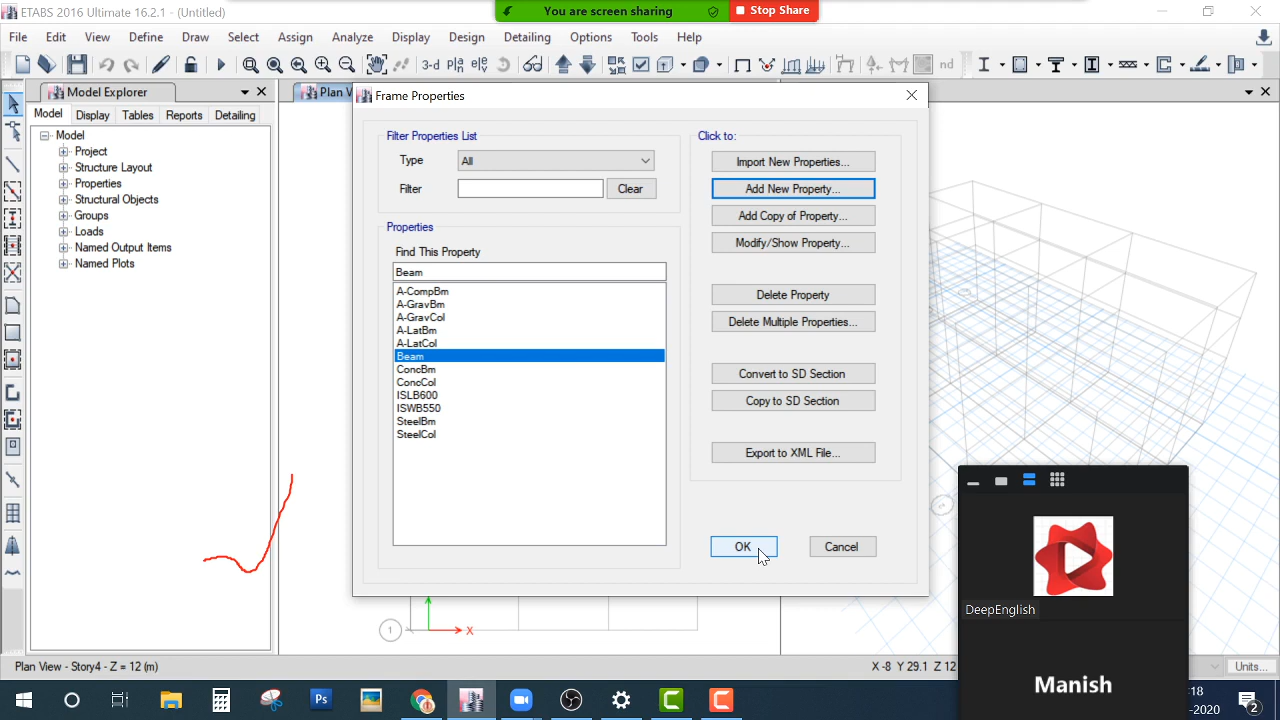 ETABS 2016 Ultimate 16.2.1 - (Untitled)
You are screen sharing
Stop Share
File Edit View Define Draw Select Assign Analyze Display Design Detailing Options Tools Help
3-d
nd
Model Explorer
Plan V
Model Display Tables Reports Detailing
Model
Project
Structure Layout
Properties
Structural Objects
Groups
Loads
Named Output Items
Named Plots
Frame Properties
Filter Properties List
Type All
Filter Clear
Properties
Find This Property
Beam
A-CompBm
A-GravBm
A-GravCol
A-LatBm
A-LatCol
Beam
ConcBm
ConcCol
ISLB600
ISWB550
SteelBm
SteelCol
Click to:
Import New Properties...
Add New Property...
Add Copy of Property...
Modify/Show Property...
Delete Property
Delete Multiple Properties...
Convert to SD Section
Copy to SD Section
Export to XML File...
OK Cancel
1
X
DeepEnglish
Manish
Plan View - Story4 - Z = 12 (m)
X -8 Y 29.1 Z 12
Units...
Ps
:18
-2020
2